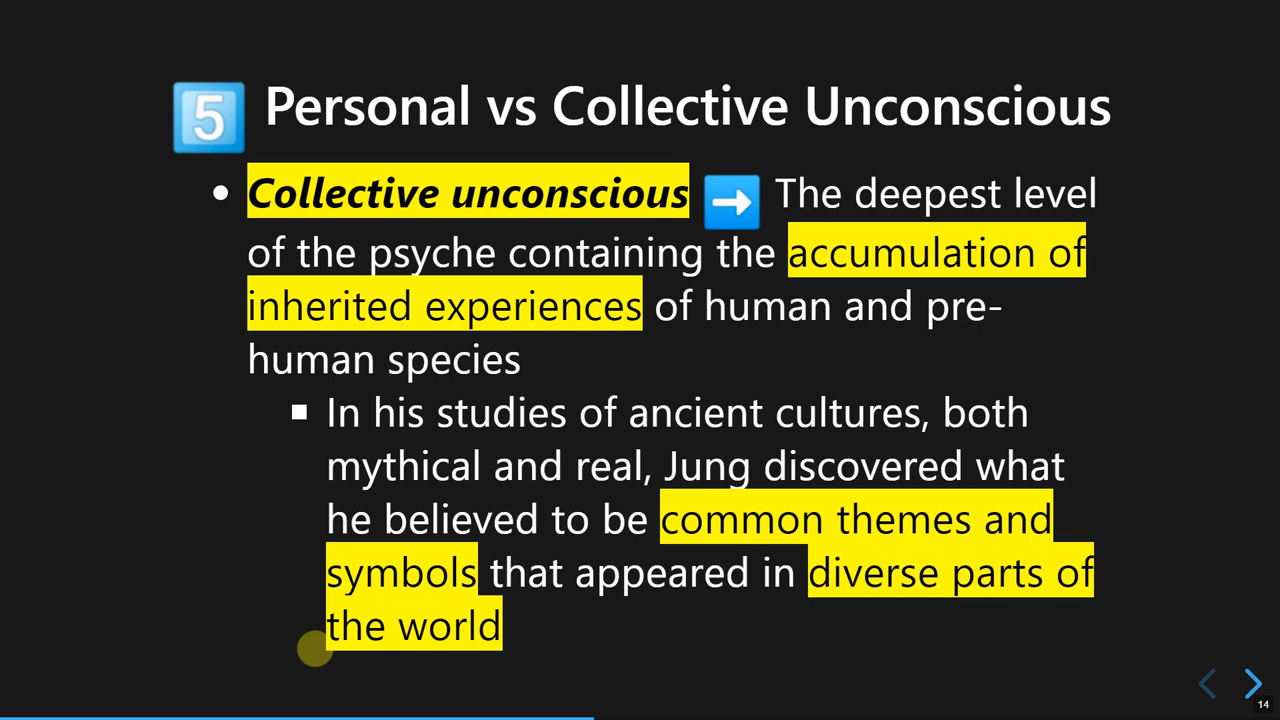 5 Personal vs Collective Unconscious
• Collective unconscious ➡ The deepest level
of the psyche containing the accumulation of
inherited experiences of human and pre-
human species
▪ In his studies of ancient cultures, both
mythical and real, Jung discovered what
he believed to be common themes and
symbols that appeared in diverse parts of
the world
14